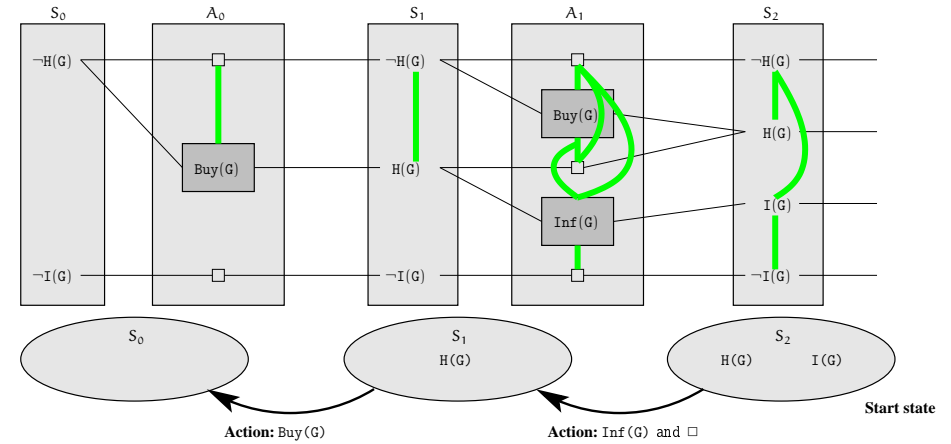 S₀ A₀ S₁ A₁ S₂
¬H(G) ¬H(G) ¬H(G)
Buy(G)
H(G)
Buy(G) H(G)
I(G)
Inf(G)
¬I(G) ¬I(G) ¬I(G)
S₀ S₁ S₂
H(G) H(G) I(G)
Start state
Action: Buy(G) Action: Inf(G) and □